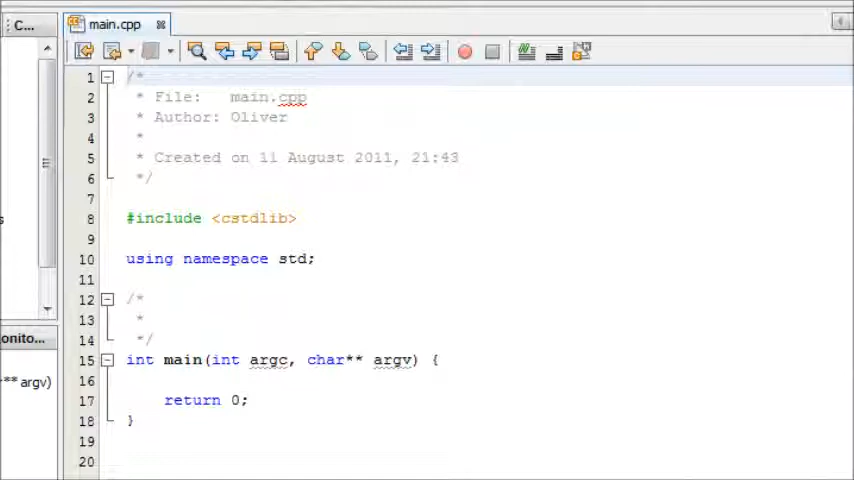 C...
main.cpp
1 /*
2 * File: main.cpp
3 * Author: Oliver
4 *
5 * Created on 11 August 2011, 21:43
6 */
7
8 #include <cstdlib>
9
10 using namespace std;
11
12 /*
13 *
14 */
15 int main(int argc, char** argv) {
16
17 return 0;
18 }
19
20
s
onito...
** argv)